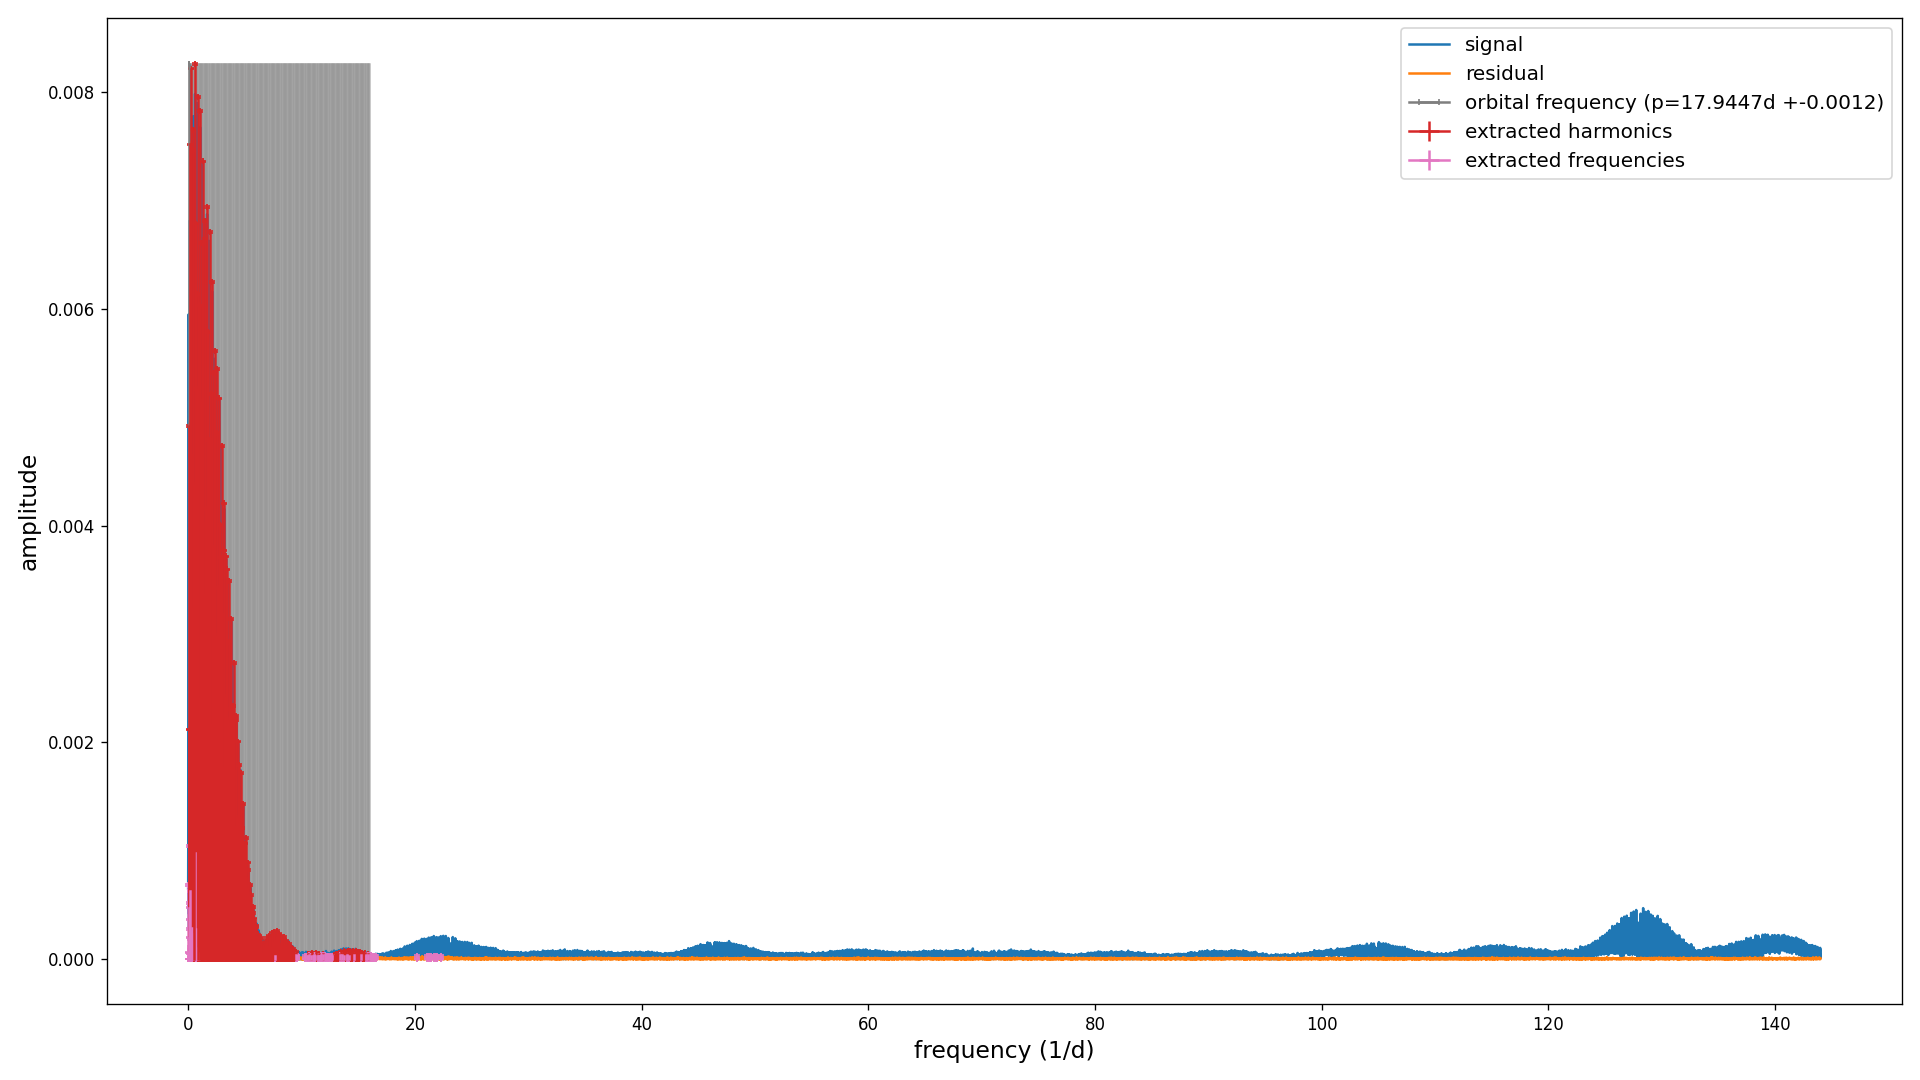 signal
residual
orbital frequency (p=17.9447d +-0.0012)
extracted harmonics
extracted frequencies
0.008
0.006
0.004
0.002
0.000
amplitude
0 20 40 60 80 100 120 140
frequency (1/d)